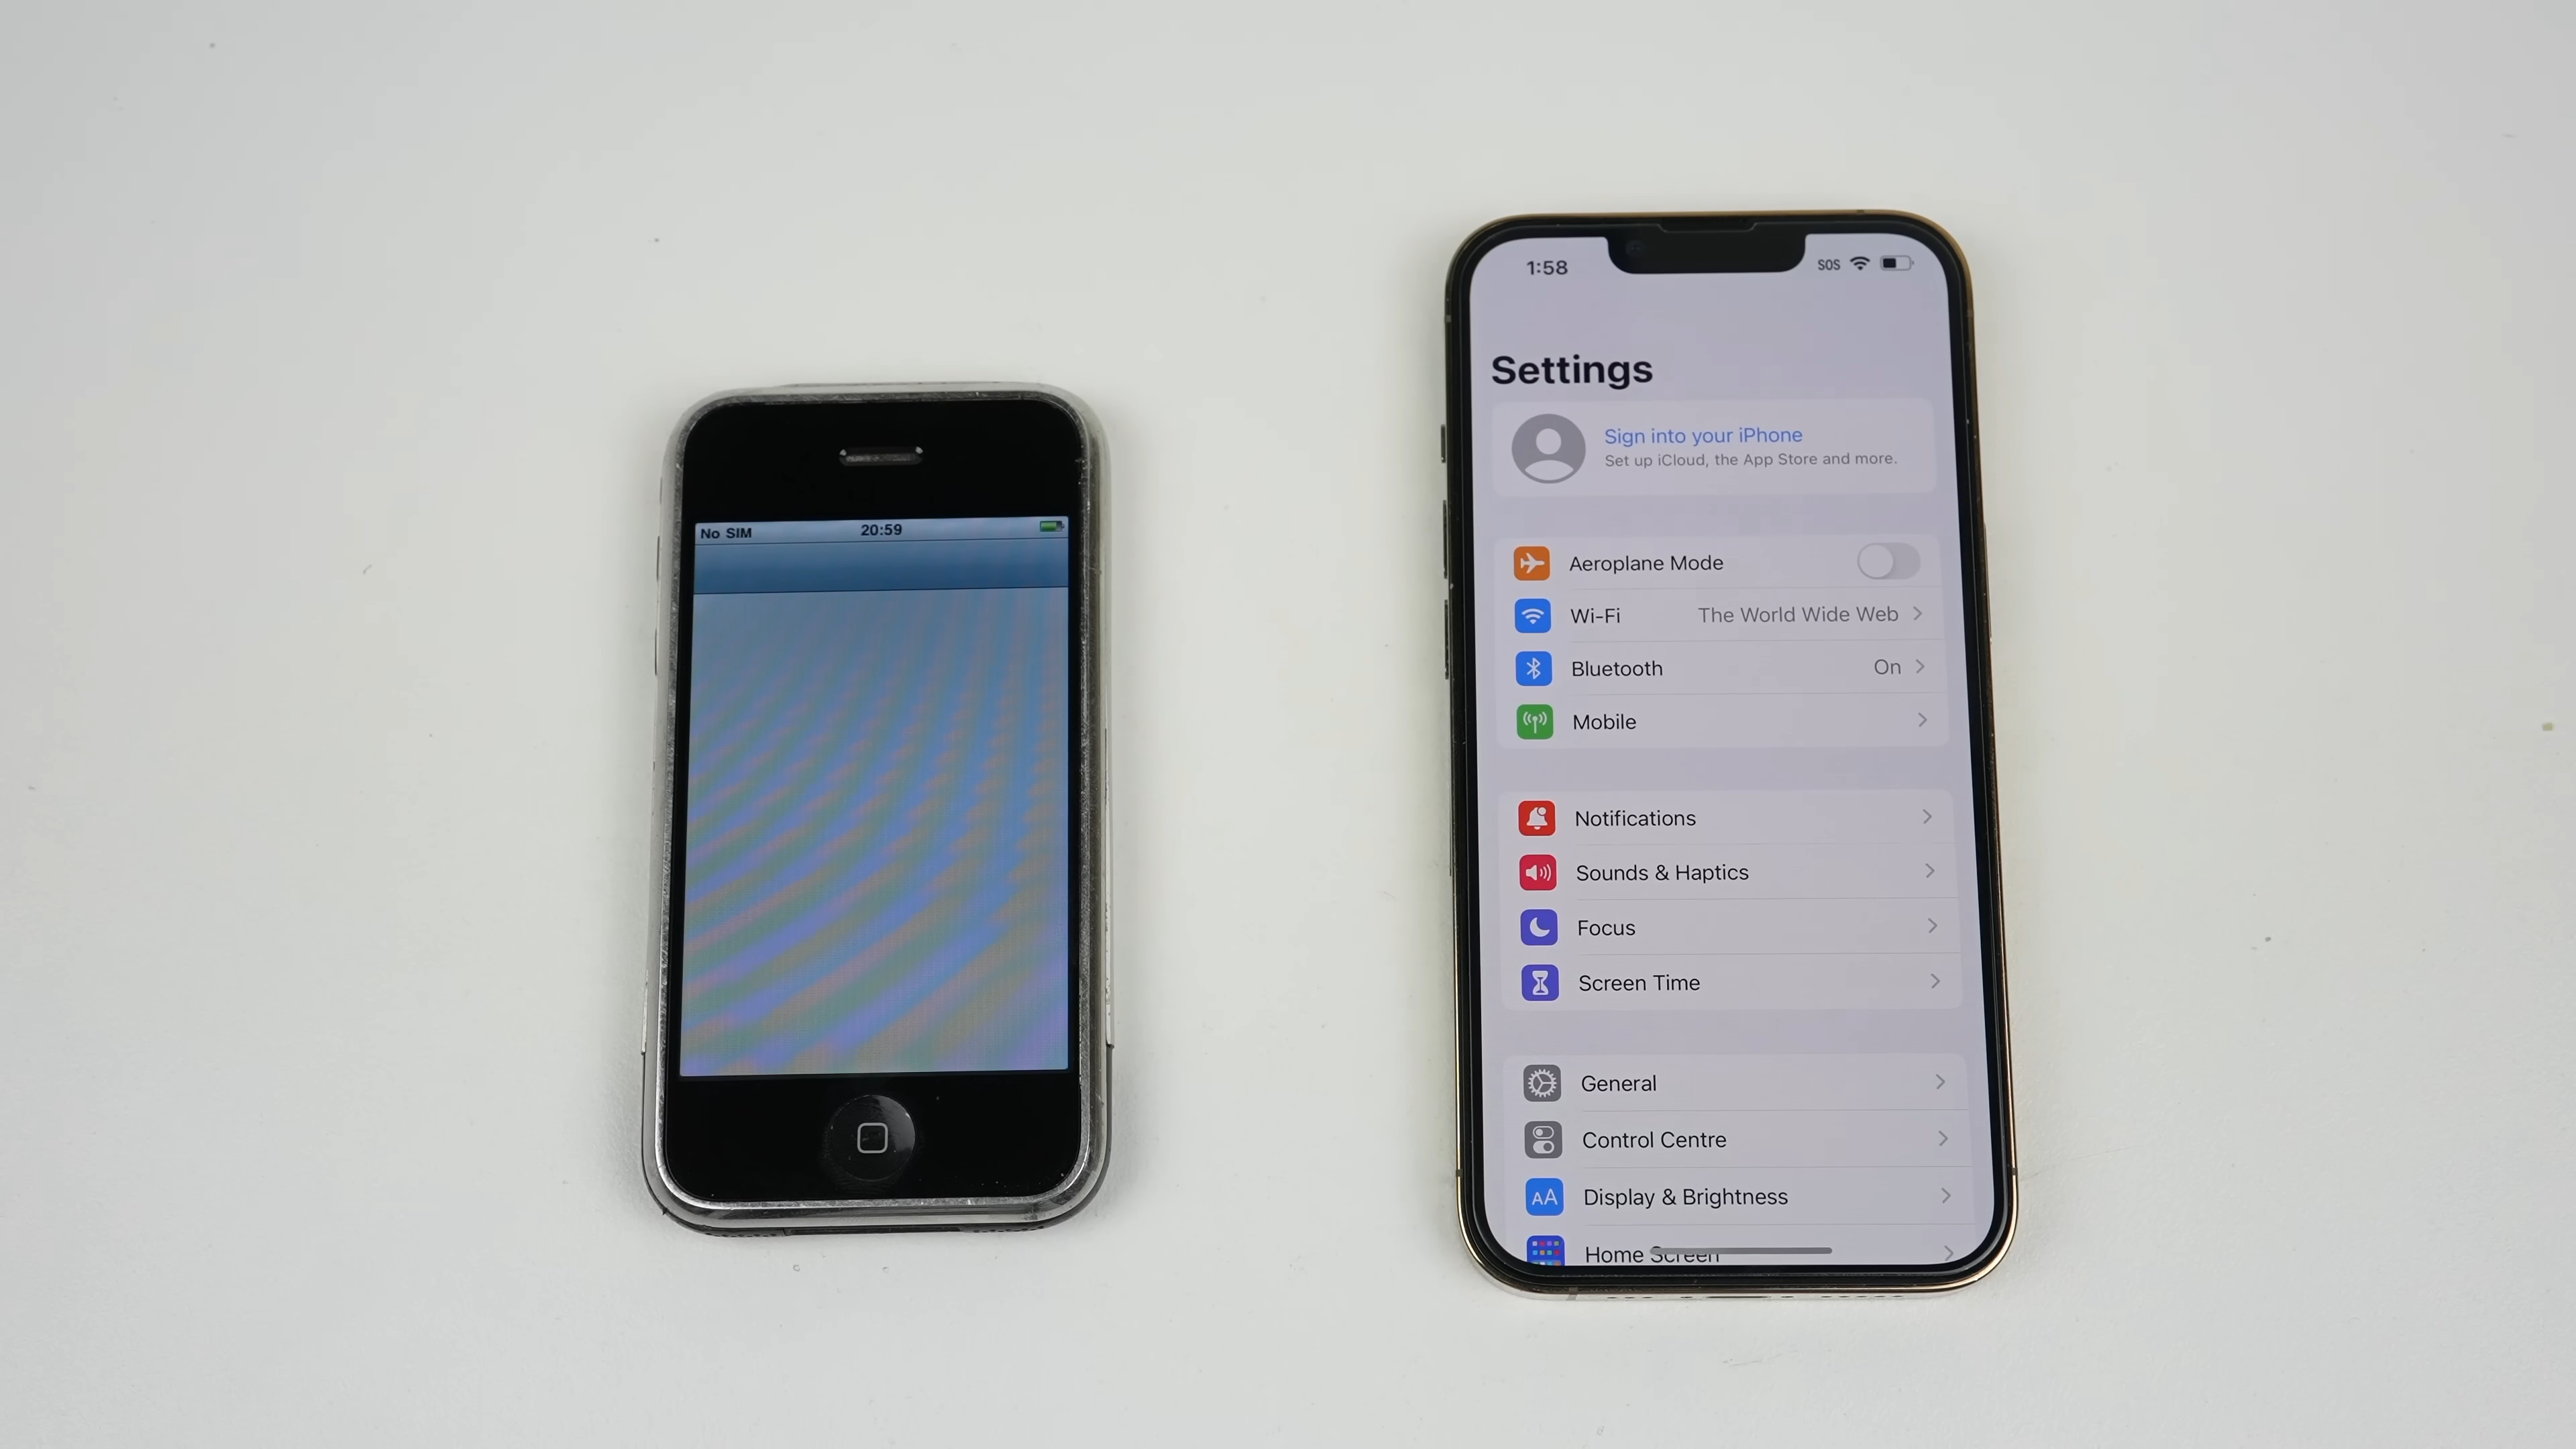 No SIM 20:59
1:58 SOS
Settings
Sign into your iPhone
Set up iCloud, the App Store and more.
Aeroplane Mode
Wi-Fi The World Wide Web
Bluetooth On
Mobile
Notifications
Sounds & Haptics
Focus
Screen Time
General
Control Centre
AA Display & Brightness
Home Screen